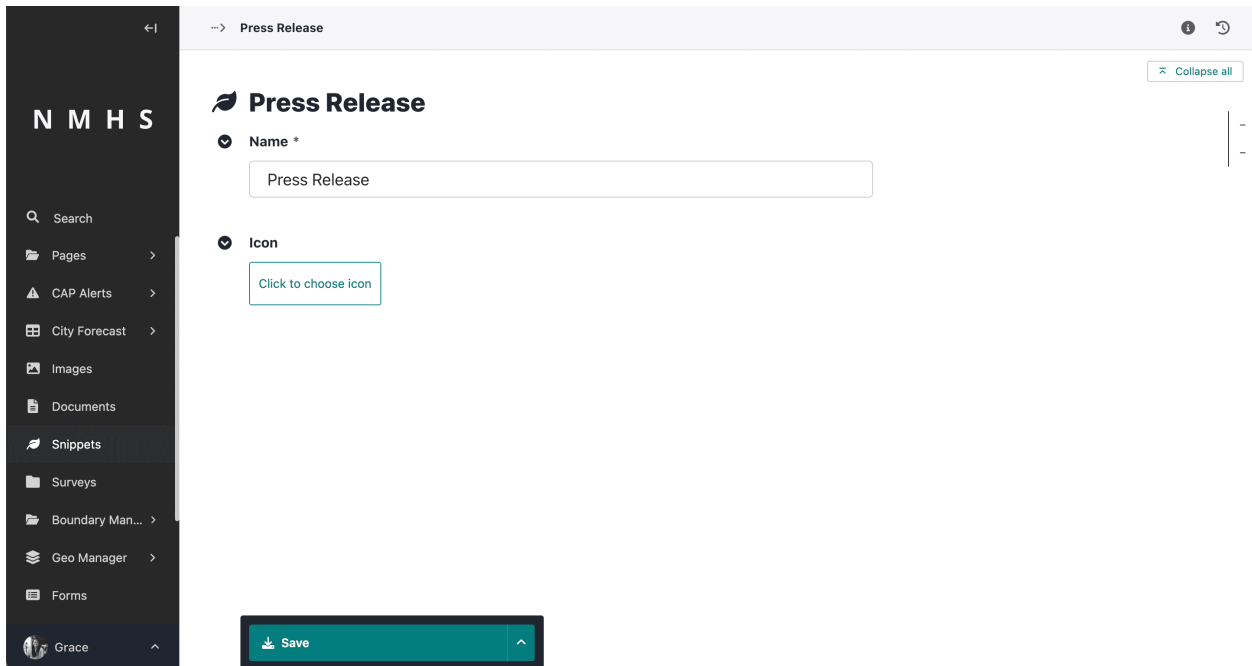 Press Release
Collapse all
N M H S
Press Release
Name *
Press Release
Search
Pages
Icon
Click to choose icon
CAP Alerts
City Forecast
Images
Documents
Snippets
Surveys
Boundary Man...
Geo Manager
Forms
Save
Grace